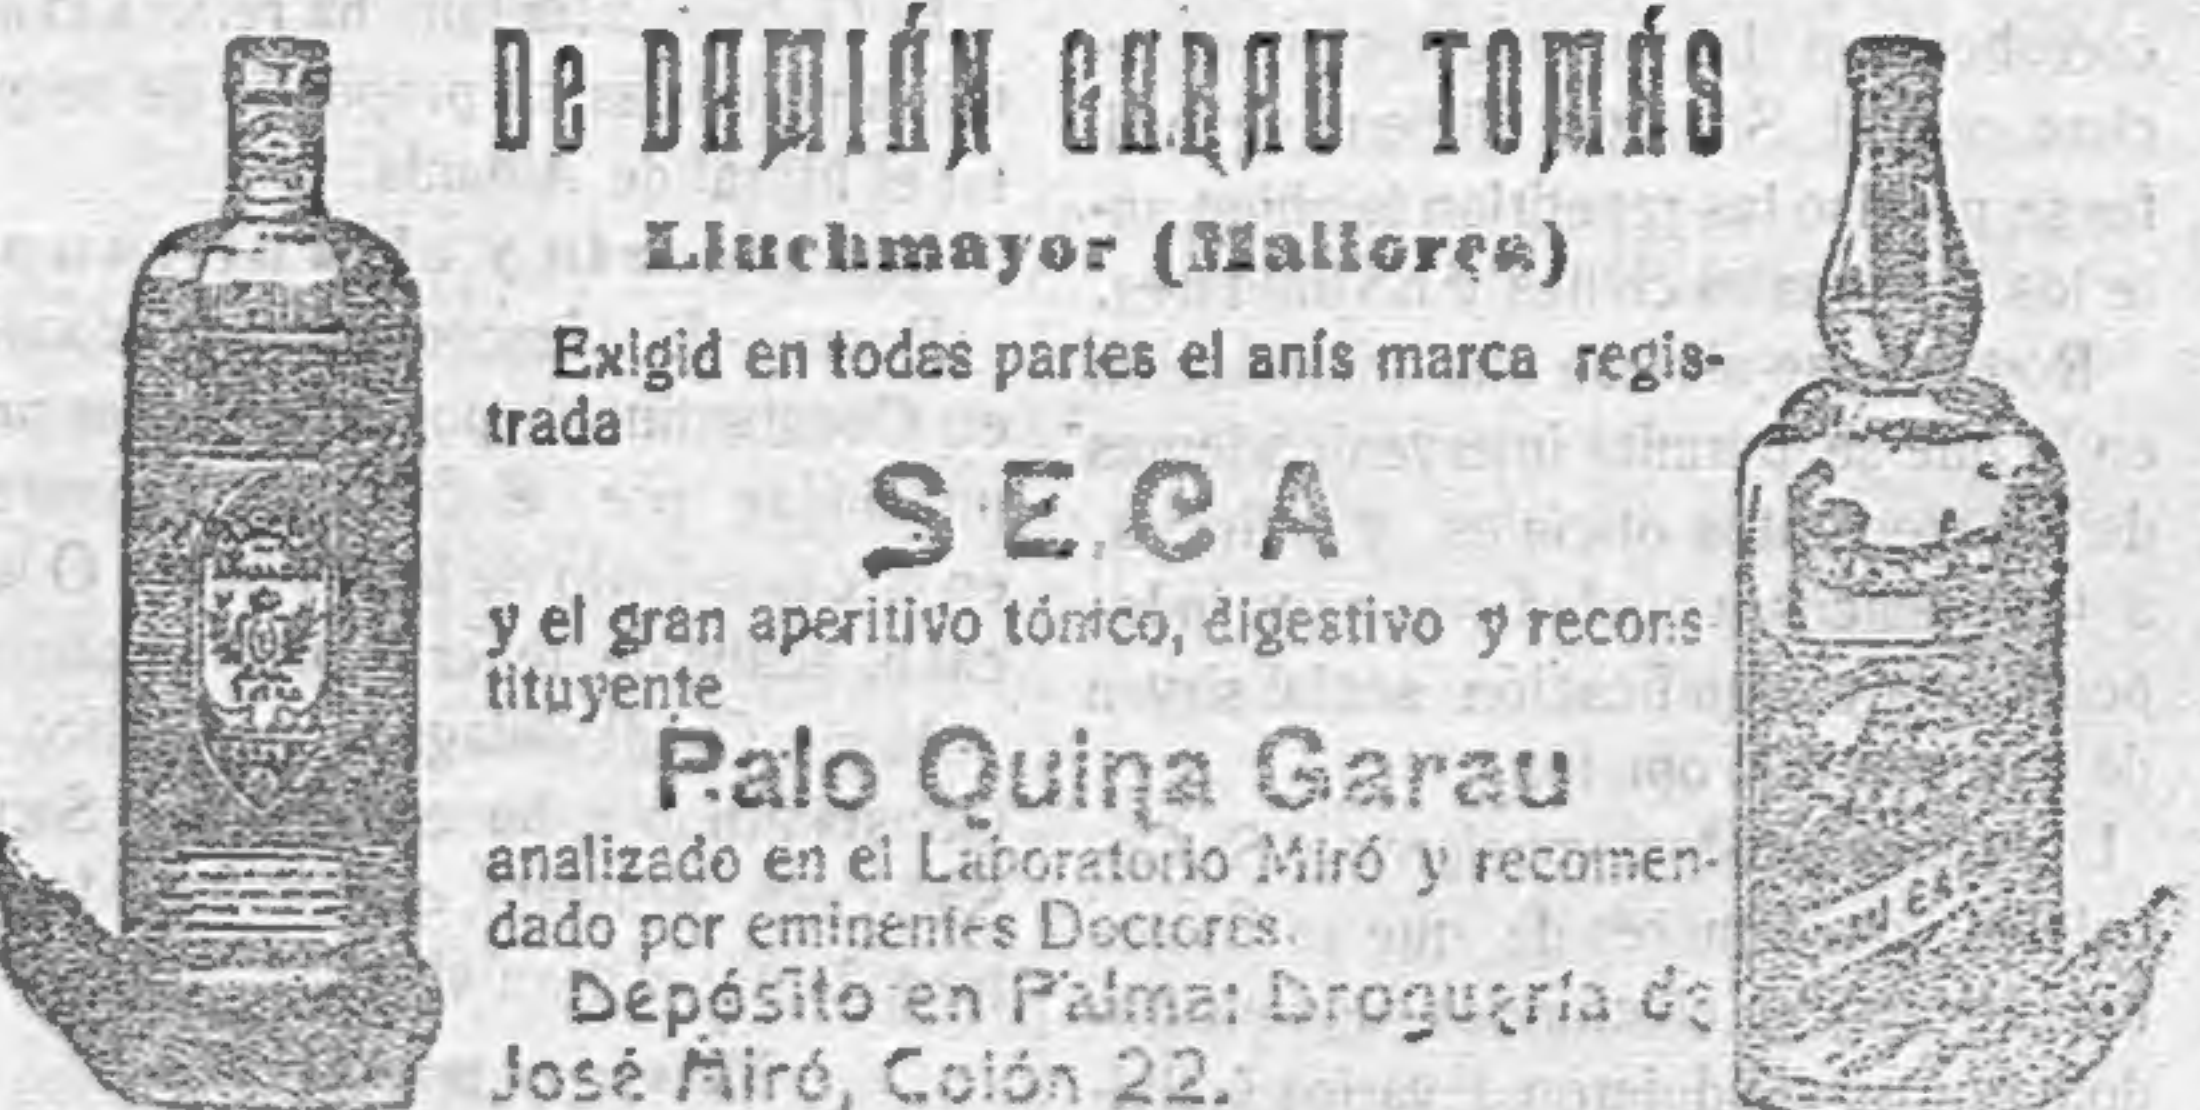 De DAMIÁN GARAU TOMÁS
Lluchmayor (Mallorca)
Exigid en todas partes el anís marca regis-
trada
SECA
y el gran aperitivo tónico, digestivo y recons
tituyente
Palo Quina Garau
analizado en el Laboratorio Miró y recomen-
dado por eminentes Doctores.
Depósito en Palma: Droguería de
José Miró, Colón 22.